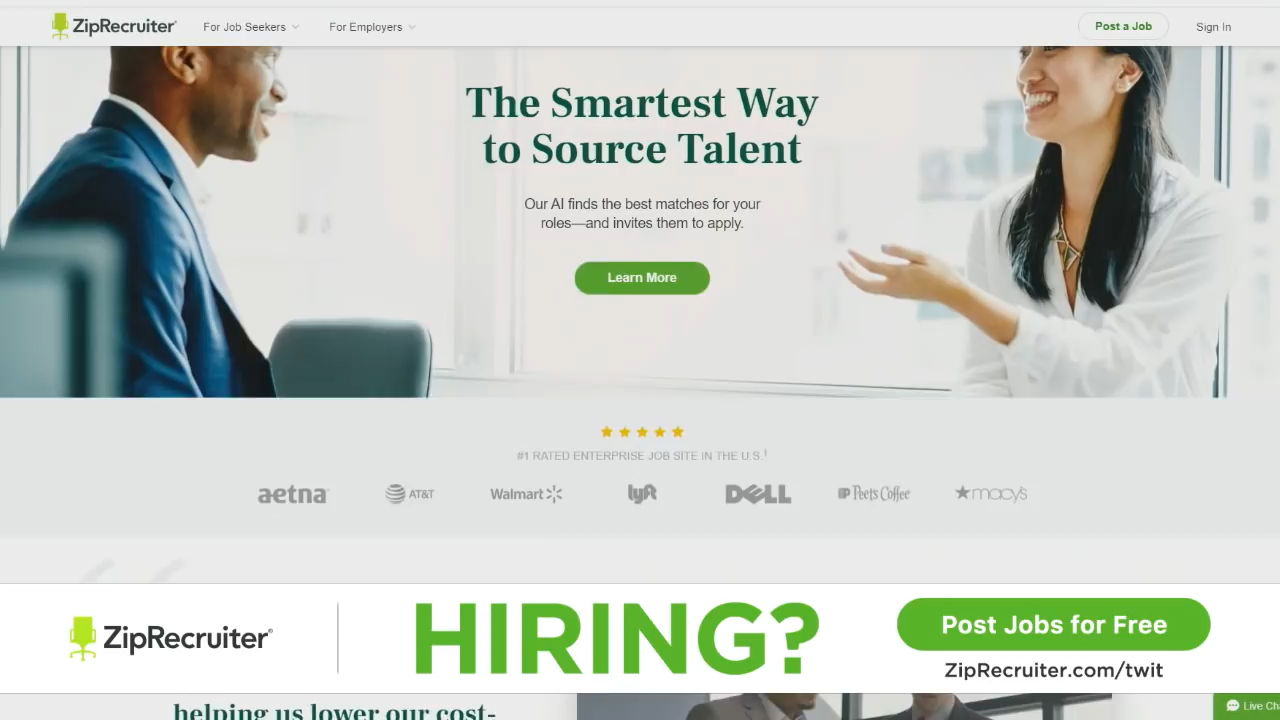 ZipRecruiter®
For Job Seekers
For Employers
Post a Job
Sign In
The Smartest Way
to Source Talent
Our AI finds the best matches for your
roles—and invites them to apply.
Learn More
#1 RATED ENTERPRISE JOB SITE IN THE U.S.¹
aetna
AT&T
Walmart
lyft
DELL
Peet's Coffee
macy's
ZipRecruiter®
HIRING?
Post Jobs for Free
ZipRecruiter.com/twit
helping us lower our cost-
Live Cha